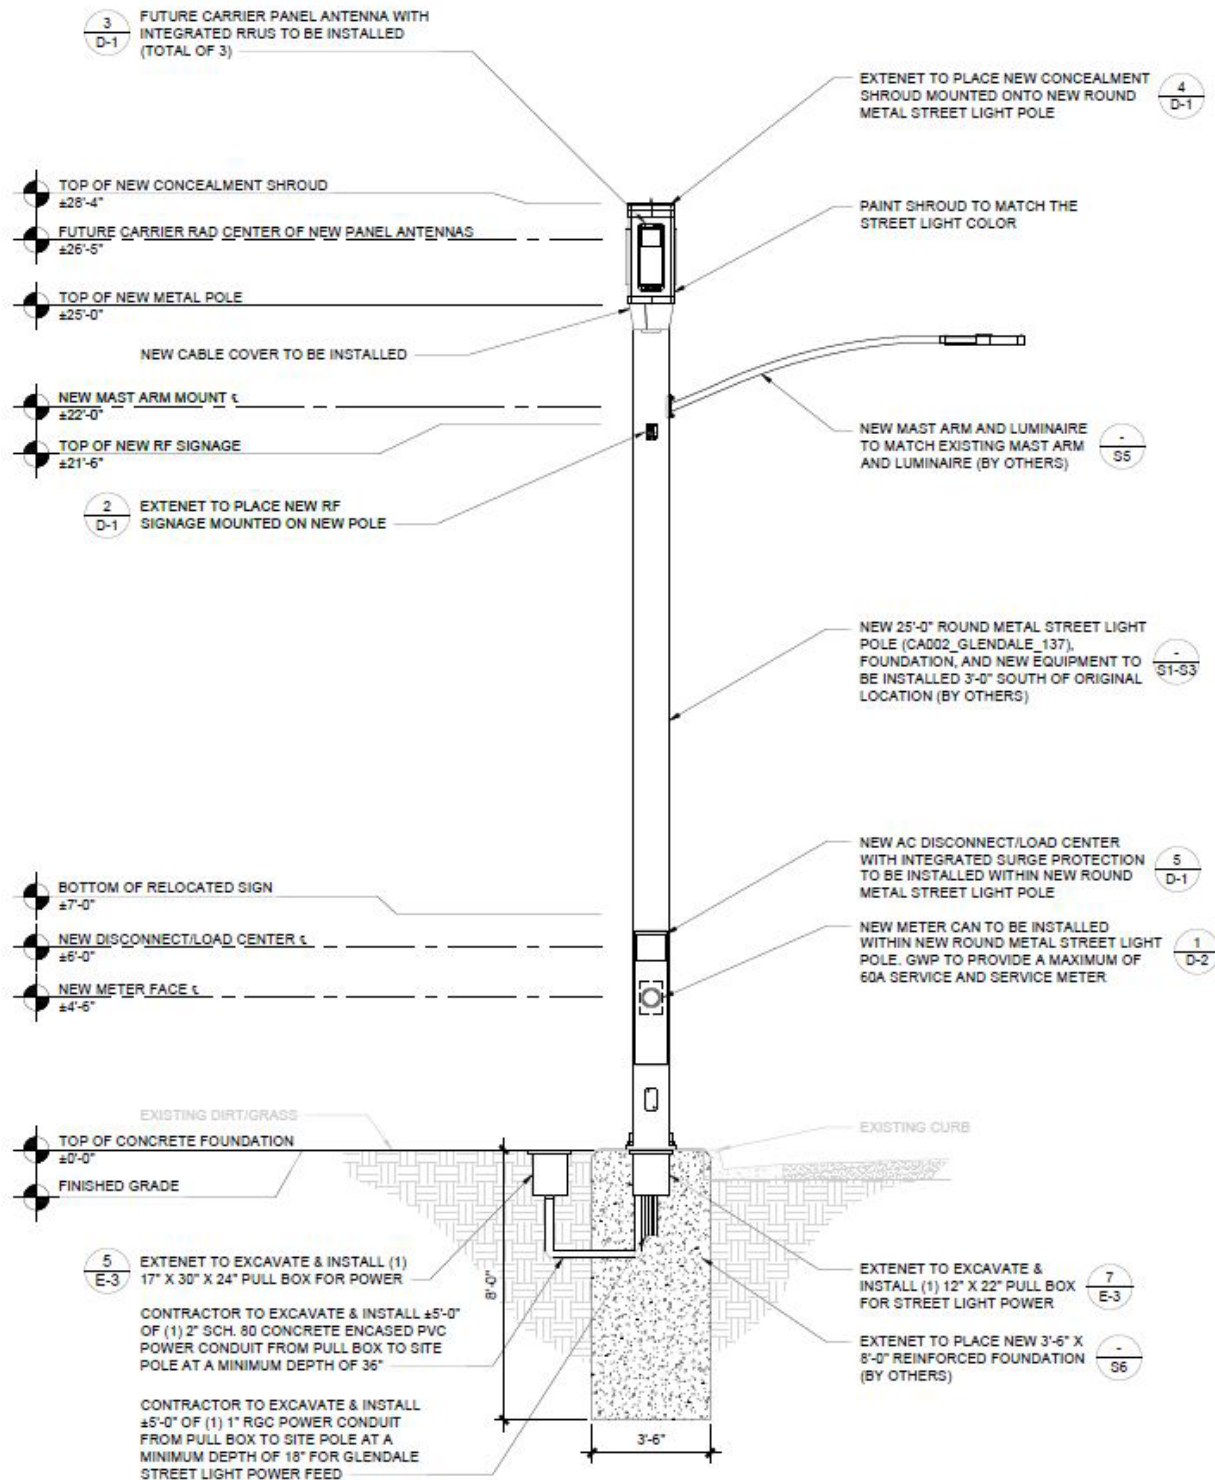 3
D-1
FUTURE CARRIER PANEL ANTENNA WITH
INTEGRATED RRUS TO BE INSTALLED
(TOTAL OF 3)
EXTENET TO PLACE NEW CONCEALMENT
SHROUD MOUNTED ONTO NEW ROUND
METAL STREET LIGHT POLE
4
D-1
TOP OF NEW CONCEALMENT SHROUD
±28'-4"
PAINT SHROUD TO MATCH THE
STREET LIGHT COLOR
FUTURE CARRIER RAD CENTER OF NEW PANEL ANTENNAS
±26'-5"
TOP OF NEW METAL POLE
±25'-0"
NEW CABLE COVER TO BE INSTALLED
NEW MAST ARM MOUNT ℄
±22'-0"
TOP OF NEW RF SIGNAGE
±21'-6"
NEW MAST ARM AND LUMINAIRE
TO MATCH EXISTING MAST ARM
AND LUMINAIRE (BY OTHERS)
-
S5
2
D-1
EXTENET TO PLACE NEW RF
SIGNAGE MOUNTED ON NEW POLE
NEW 25'-0" ROUND METAL STREET LIGHT
POLE (CA002_GLENDALE_137),
FOUNDATION, AND NEW EQUIPMENT TO
BE INSTALLED 3'-0" SOUTH OF ORIGINAL
LOCATION (BY OTHERS)
-
S1-S3
NEW AC DISCONNECT/LOAD CENTER
WITH INTEGRATED SURGE PROTECTION
TO BE INSTALLED WITHIN NEW ROUND
METAL STREET LIGHT POLE
5
D-1
BOTTOM OF RELOCATED SIGN
±7'-0"
NEW DISCONNECT/LOAD CENTER ℄
±6'-0"
NEW METER CAN TO BE INSTALLED
WITHIN NEW ROUND METAL STREET LIGHT
POLE. GWP TO PROVIDE A MAXIMUM OF
60A SERVICE AND SERVICE METER
1
D-2
NEW METER FACE ℄
±4'-6"
EXISTING DIRT/GRASS
EXISTING CURB
TOP OF CONCRETE FOUNDATION
±0'-0"
FINISHED GRADE
5
E-3
EXTENET TO EXCAVATE & INSTALL (1)
17" X 30" X 24" PULL BOX FOR POWER
8'-0"
EXTENET TO EXCAVATE &
INSTALL (1) 12" X 22" PULL BOX
FOR STREET LIGHT POWER
7
E-3
CONTRACTOR TO EXCAVATE & INSTALL ±5'-0"
OF (1) 2" SCH. 80 CONCRETE ENCASED PVC
POWER CONDUIT FROM PULL BOX TO SITE
POLE AT A MINIMUM DEPTH OF 36"
EXTENET TO PLACE NEW 3'-6" X
8'-0" REINFORCED FOUNDATION
(BY OTHERS)
-
S6
CONTRACTOR TO EXCAVATE & INSTALL
±5'-0" OF (1) 1" RGC POWER CONDUIT
FROM PULL BOX TO SITE POLE AT A
MINIMUM DEPTH OF 18" FOR GLENDALE
STREET LIGHT POWER FEED
3'-6"